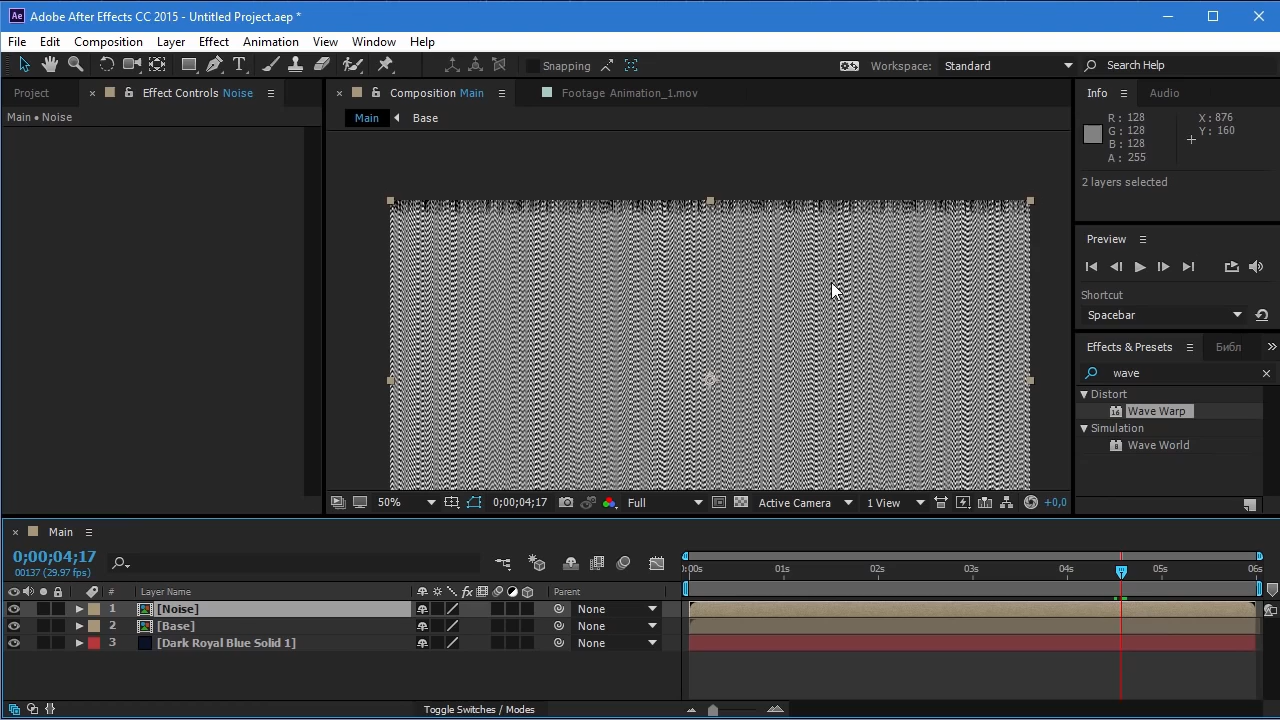 Ae Adobe After Effects CC 2015 - Untitled Project.aep *
File Edit Composition Layer Effect Animation View Window Help
T Snapping Workspace: Standard Search Help
Project × Effect Controls Noise
Main • Noise
× Composition Main Footage Animation_1.mov
Main Base
Info Audio
R: 128 X: 876
G: 128 Y: 160
B: 128
A: 255
2 layers selected
Preview
Shortcut
Spacebar
Effects & Presets Библ
wave ×
Distort
16 Wave Warp
Simulation
8 Wave World
50% 0;00;04;17 Full Active Camera 1 View +0,0
× Main
0;00;04;17
00137 (29.97 fps)
0:00s 01s 02s 03s 04s 05s 06s
# Layer Name fx Parent
1 [Noise] None
2 [Base] None
3 [Dark Royal Blue Solid 1] None
Toggle Switches / Modes